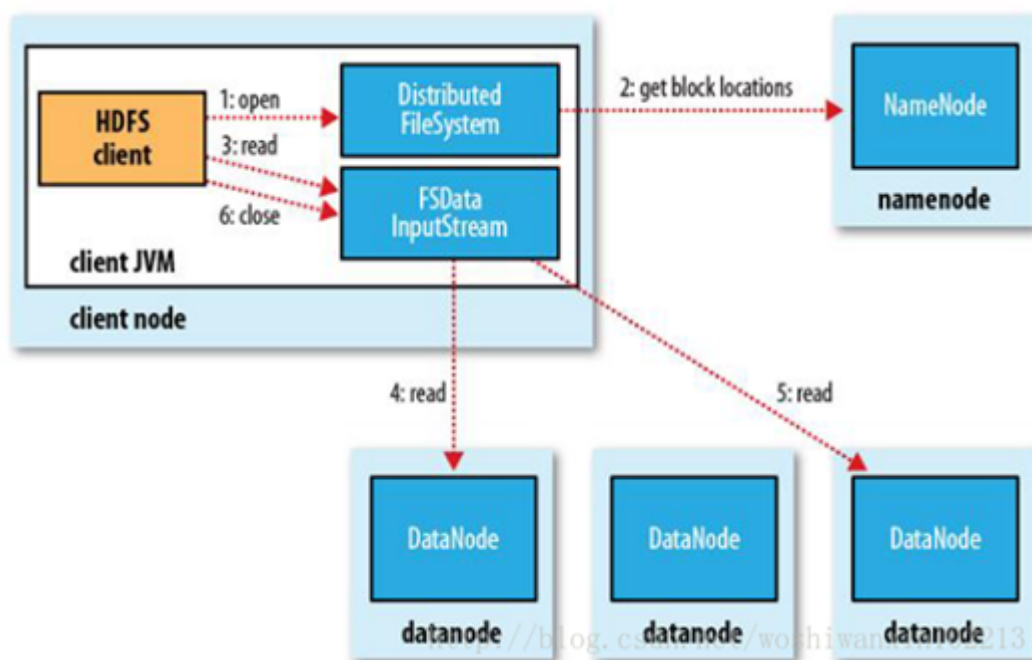 1: open
Distributed
FileSystem
2: get block locations
NameNode
HDFS
client
3: read
6: close
FSData
InputStream
namenode
client JVM
client node
4: read
5: read
DataNode
DataNode
DataNode
datanode
datanode
datanode